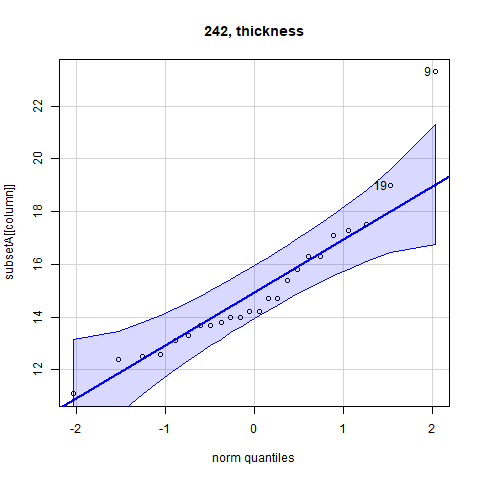 242, thickness
9
22
20
19
18
16
14
12
subsetA[[column]]
-2 -1 0 1 2
norm quantiles